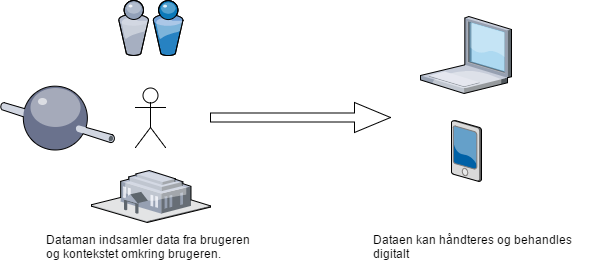 Dataman indsamler data fra brugeren
og kontekstet omkring brugeren.
Dataen kan håndteres og behandles
digitalt